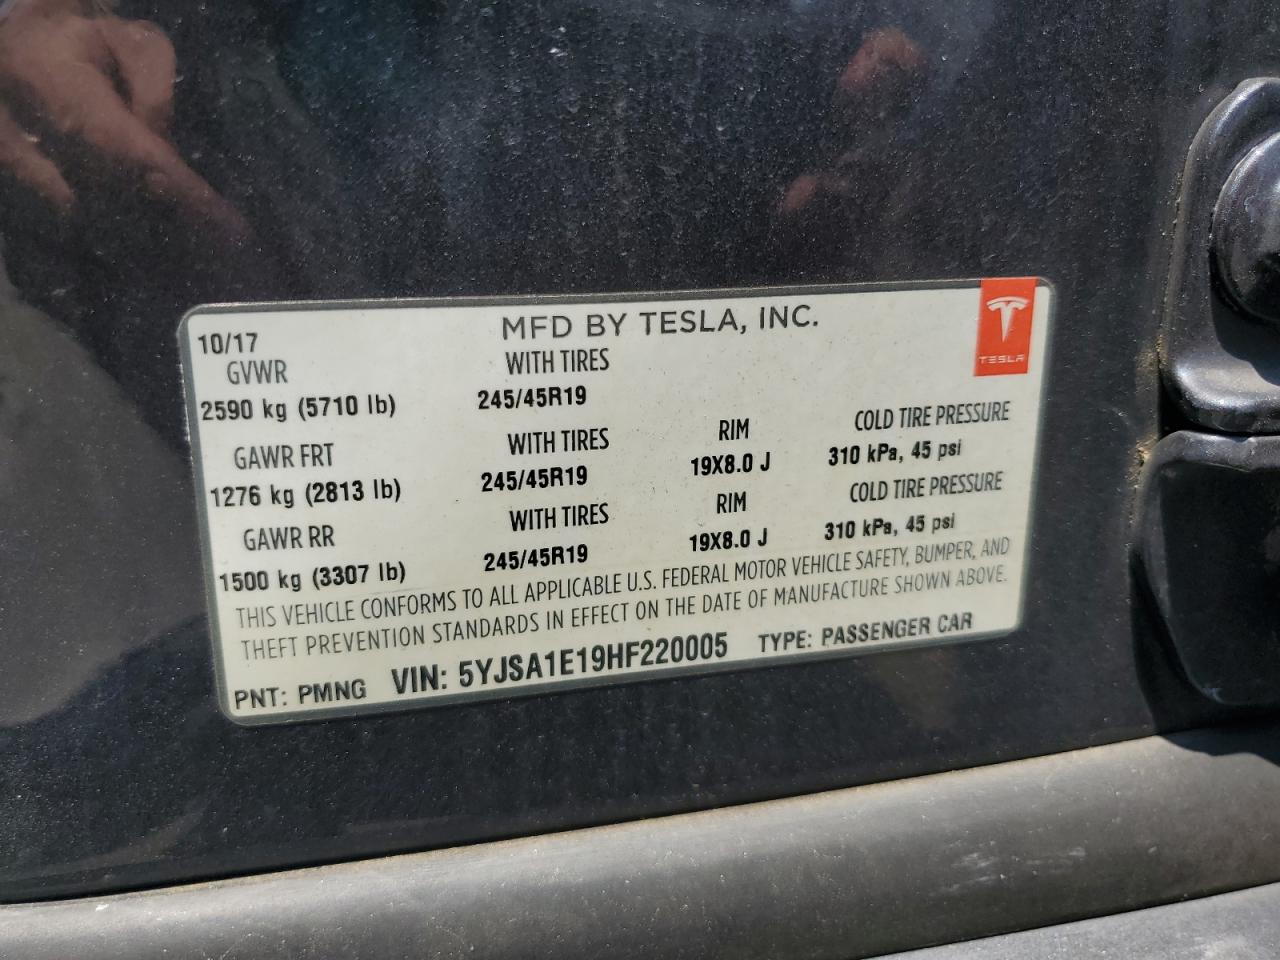 MFD BY TESLA, INC.
TESLA
10/17
GVWR WITH TIRES
2590 kg (5710 lb) 245/45R19
GAWR FRT WITH TIRES RIM COLD TIRE PRESSURE
1276 kg (2813 lb) 245/45R19 19X8.0 J 310 kPa, 45 psi
GAWR RR WITH TIRES RIM COLD TIRE PRESSURE
1500 kg (3307 lb) 245/45R19 19X8.0 J 310 kPa, 45 psi
THIS VEHICLE CONFORMS TO ALL APPLICABLE U.S. FEDERAL MOTOR VEHICLE SAFETY, BUMPER, AND
THEFT PREVENTION STANDARDS IN EFFECT ON THE DATE OF MANUFACTURE SHOWN ABOVE.
PNT: PMNG VIN: 5YJSA1E19HF220005 TYPE: PASSENGER CAR